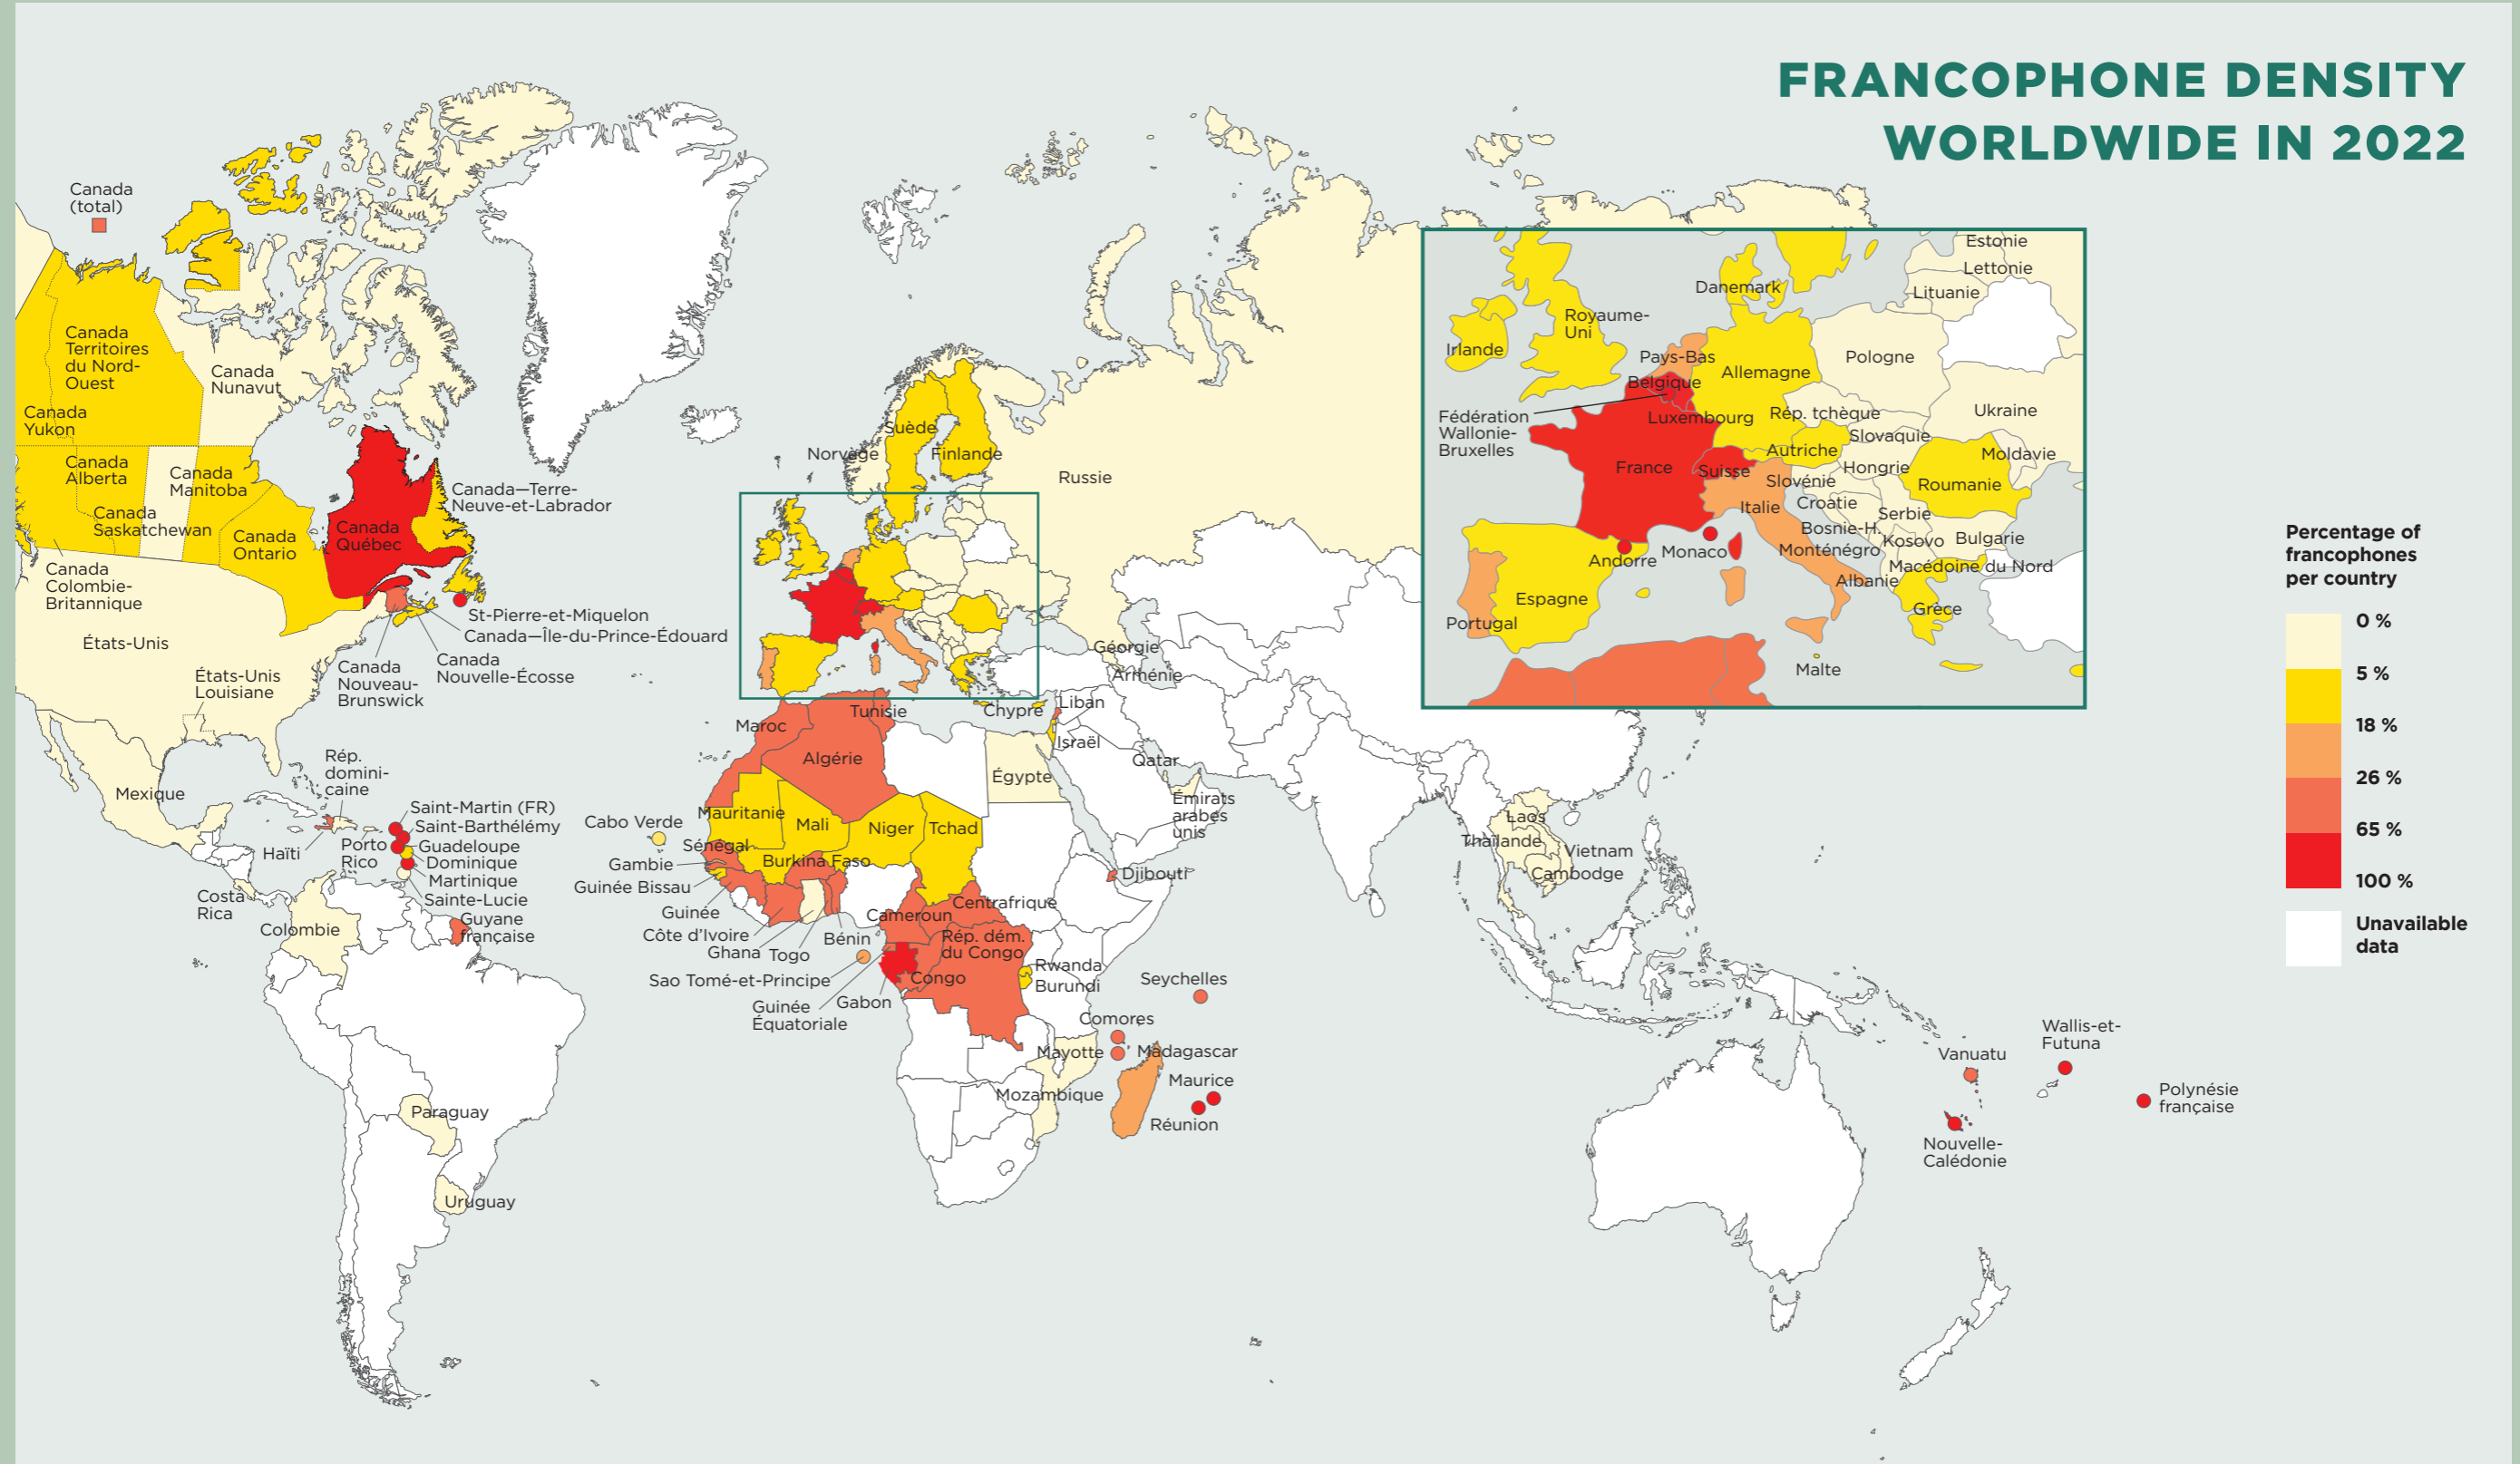 FRANCOPHONE DENSITY
WORLDWIDE IN 2022
Canada
(total)
Canada
Territoires
du Nord-
Ouest
Canada
Nunavut
Canada
Yukon
Canada
Alberta
Canada
Manitoba
Canada
Saskatchewan
Canada
Ontario
Canada
Québec
Canada—Terre-
Neuve-et-Labrador
Canada
Colombie-
Britannique
St-Pierre-et-Miquelon
Canada—Île-du-Prince-Édouard
Canada
Nouvelle-Écosse
Canada
Nouveau-
Brunswick
États-Unis
États-Unis
Louisiane
Mexique
Rép.
domini-
caine
Haïti
Porto
Rico
Saint-Martin (FR)
Saint-Barthélémy
Guadeloupe
Dominique
Martinique
Sainte-Lucie
Guyane
française
Costa
Rica
Colombie
Paraguay
Uruguay
Norvège
Suède
Finlande
Russie
Géorgie
Arménie
Chypre
Liban
Israël
Qatar
Émirats
arabes
unis
Égypte
Maroc
Tunisie
Algérie
Mauritanie
Mali
Niger
Tchad
Cabo Verde
Sénégal
Gambie
Guinée Bissau
Guinée
Côte d'Ivoire
Ghana
Togo
Bénin
Burkina Faso
Cameroun
Centrafrique
Djibouti
Rép. dém.
du Congo
Congo
Gabon
Sao Tomé-et-Principe
Guinée
Équatoriale
Rwanda
Burundi
Seychelles
Comores
Mayotte
Madagascar
Maurice
Réunion
Mozambique
Laos
Thaïlande
Vietnam
Cambodge
Vanuatu
Wallis-et-
Futuna
Polynésie
française
Nouvelle-
Calédonie
Estonie
Lettonie
Lituanie
Danemark
Royaume-
Uni
Irlande
Pays-Bas
Belgique
Allemagne
Pologne
Fédération
Wallonie-
Bruxelles
Luxembourg
Rép. tchèque
Ukraine
Slovaquie
Autriche
Moldavie
France
Suisse
Hongrie
Slovénie
Roumanie
Croatie
Italie
Serbie
Bosnie-H.
Kosovo
Bulgarie
Monaco
Monténégro
Andorre
Macédoine du Nord
Albanie
Espagne
Grèce
Portugal
Malte
Percentage of
francophones
per country
0 %
5 %
18 %
26 %
65 %
100 %
Unavailable
data